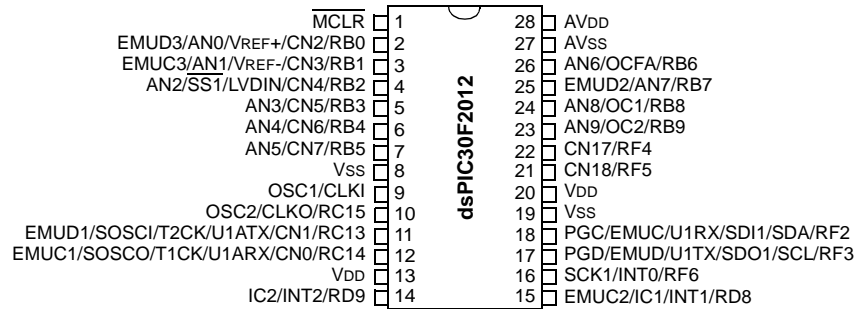 MCLR 1 28 AVDD
EMUD3/AN0/VREF+/CN2/RB0 2 27 AVSS
EMUC3/AN1/VREF-/CN3/RB1 3 26 AN6/OCFA/RB6
AN2/SS1/LVDIN/CN4/RB2 4 25 EMUD2/AN7/RB7
AN3/CN5/RB3 5 24 AN8/OC1/RB8
AN4/CN6/RB4 6 23 AN9/OC2/RB9
AN5/CN7/RB5 7 22 CN17/RF4
VSS 8 21 CN18/RF5
OSC1/CLKI 9 20 VDD
OSC2/CLKO/RC15 10 19 VSS
EMUD1/SOSCI/T2CK/U1ATX/CN1/RC13 11 18 PGC/EMUC/U1RX/SDI1/SDA/RF2
EMUC1/SOSCO/T1CK/U1ARX/CN0/RC14 12 17 PGD/EMUD/U1TX/SDO1/SCL/RF3
VDD 13 16 SCK1/INT0/RF6
IC2/INT2/RD9 14 15 EMUC2/IC1/INT1/RD8
dsPIC30F2012